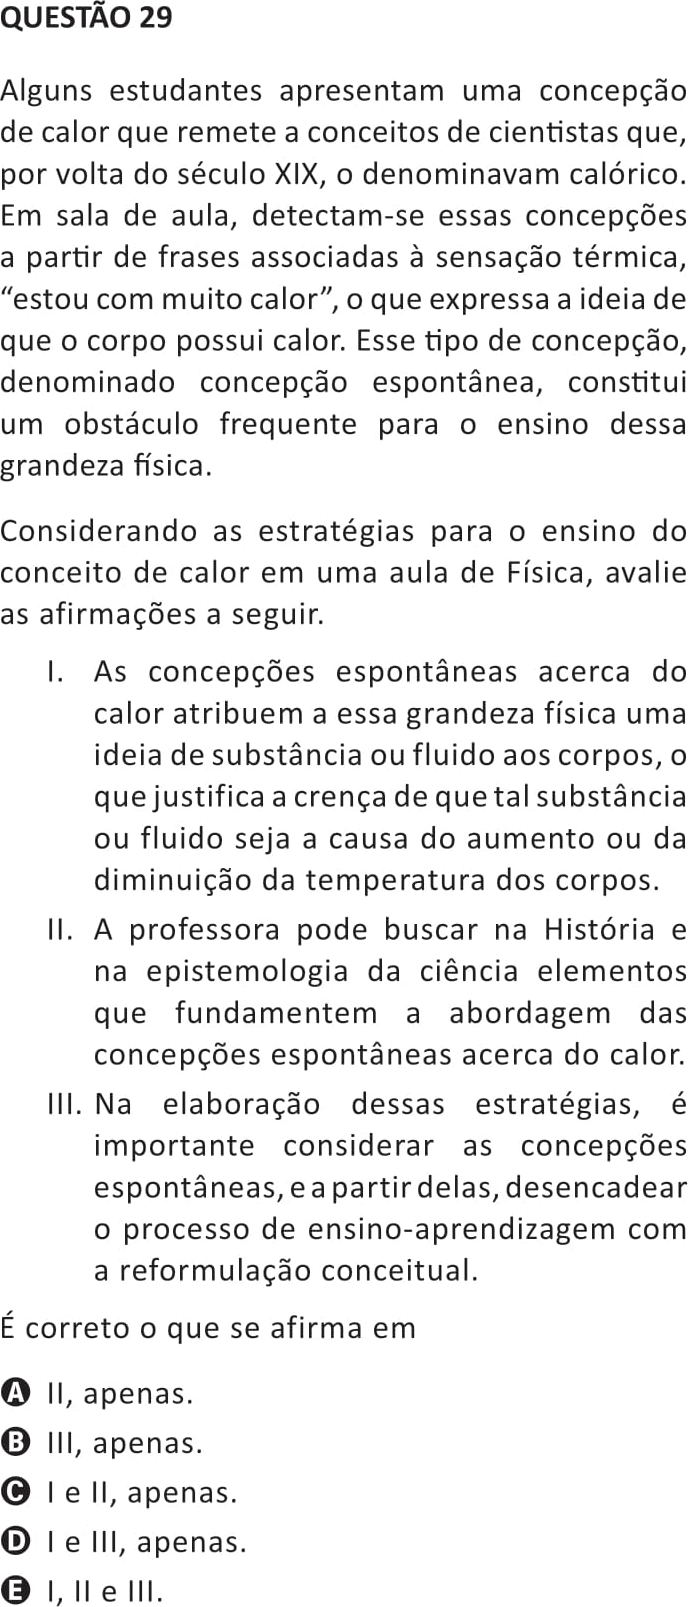 QUESTÃO 29
Alguns estudantes apresentam uma concepção
de calor que remete a conceitos de cientistas que,
por volta do século XIX, o denominavam calórico.
Em sala de aula, detectam-se essas concepções
a partir de frases associadas à sensação térmica,
“estou com muito calor”, o que expressa a ideia de
que o corpo possui calor. Esse tipo de concepção,
denominado concepção espontânea, constitui
um obstáculo frequente para o ensino dessa
grandeza física.
Considerando as estratégias para o ensino do
conceito de calor em uma aula de Física, avalie
as afirmações a seguir.
I. As concepções espontâneas acerca do
calor atribuem a essa grandeza física uma
ideia de substância ou fluido aos corpos, o
que justifica a crença de que tal substância
ou fluido seja a causa do aumento ou da
diminuição da temperatura dos corpos.
II. A professora pode buscar na História e
na epistemologia da ciência elementos
que fundamentem a abordagem das
concepções espontâneas acerca do calor.
III. Na elaboração dessas estratégias, é
importante considerar as concepções
espontâneas, e a partir delas, desencadear
o processo de ensino-aprendizagem com
a reformulação conceitual.
É correto o que se afirma em
A II, apenas.
B III, apenas.
C I e II, apenas.
D I e III, apenas.
E I, II e III.